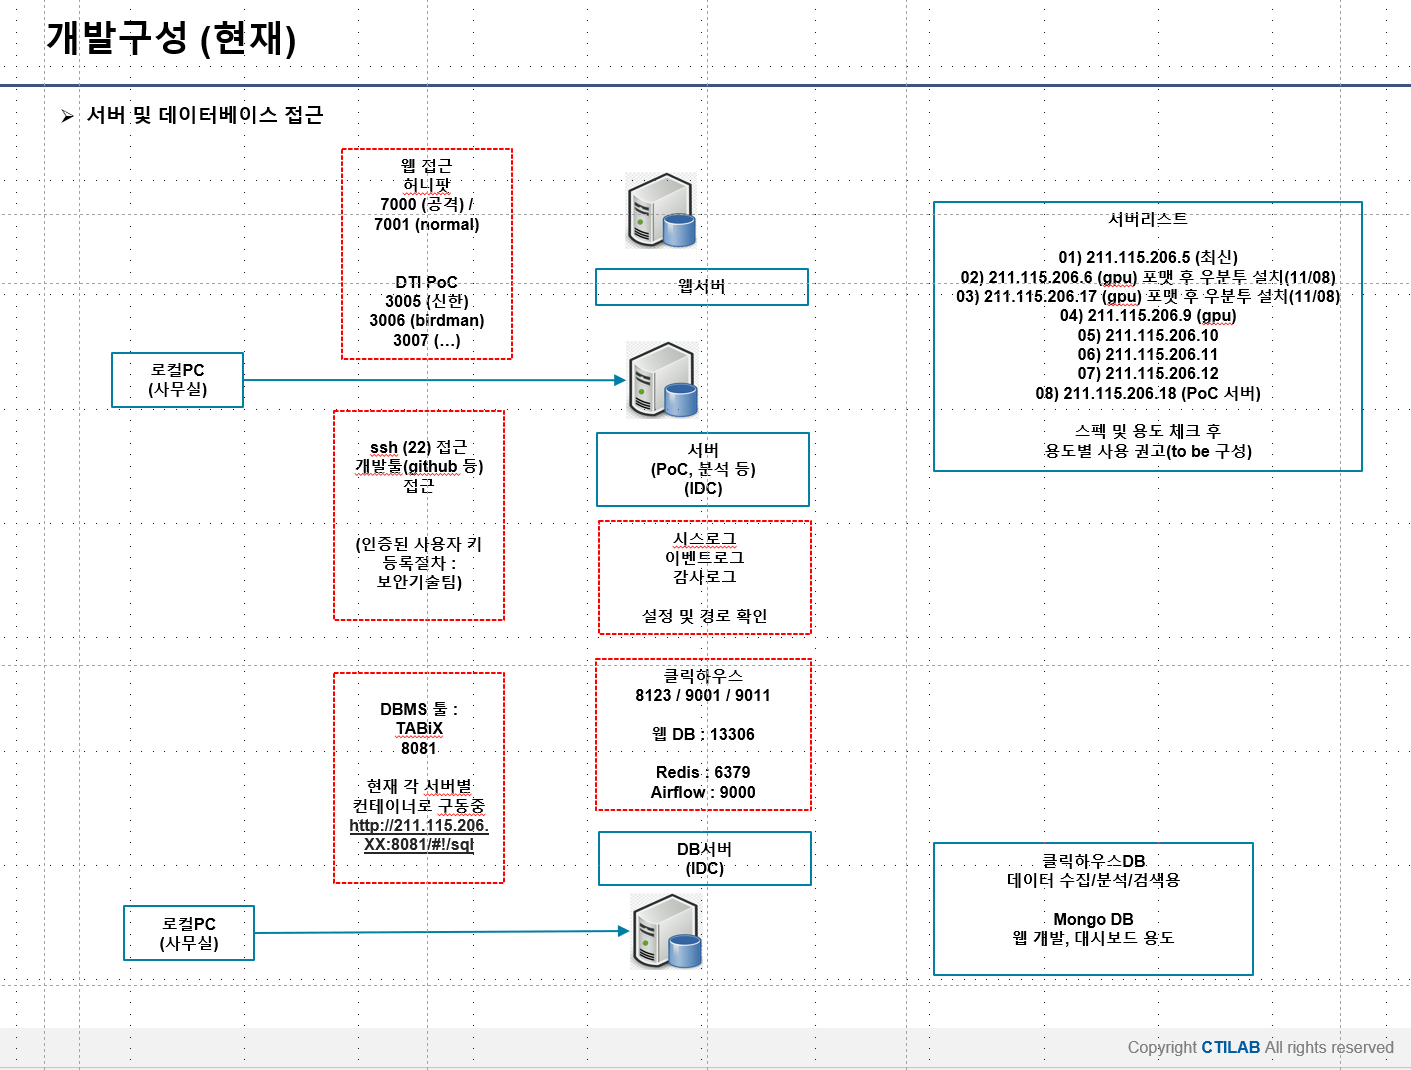 개발구성 (현재)
➢ 서버 및 데이터베이스 접근
웹 접근
허니팟
7000 (공격) /
7001 (normal)
DTI PoC
3005 (신한)
3006 (birdman)
3007 (...)
웹서버
서버리스트
01) 211.115.206.5 (최신)
02) 211.115.206.6 (gpu) 포맷 후 우분투 설치(11/08)
03) 211.115.206.17 (gpu) 포맷 후 우분투 설치(11/08)
04) 211.115.206.9 (gpu)
05) 211.115.206.10
06) 211.115.206.11
07) 211.115.206.12
08) 211.115.206.18 (PoC 서버)
스펙 및 용도 체크 후
용도별 사용 권고(to be 구성)
로컬PC
(사무실)
ssh (22) 접근
개발툴(github 등)
접근
(인증된 사용자 키
등록절차 :
보안기술팀)
서버
(PoC, 분석 등)
(IDC)
시스로그
이벤트로그
감사로그
설정 및 경로 확인
DBMS 툴 :
TABiX
8081
현재 각 서버별
컨테이너로 구동중
http://211.115.206.
XX:8081/#!/sql
클릭하우스
8123 / 9001 / 9011
웹 DB : 13306
Redis : 6379
Airflow : 9000
DB서버
(IDC)
로컬PC
(사무실)
클릭하우스DB
데이터 수집/분석/검색용
Mongo DB
웹 개발, 대시보드 용도
Copyright CTILAB All rights reserved